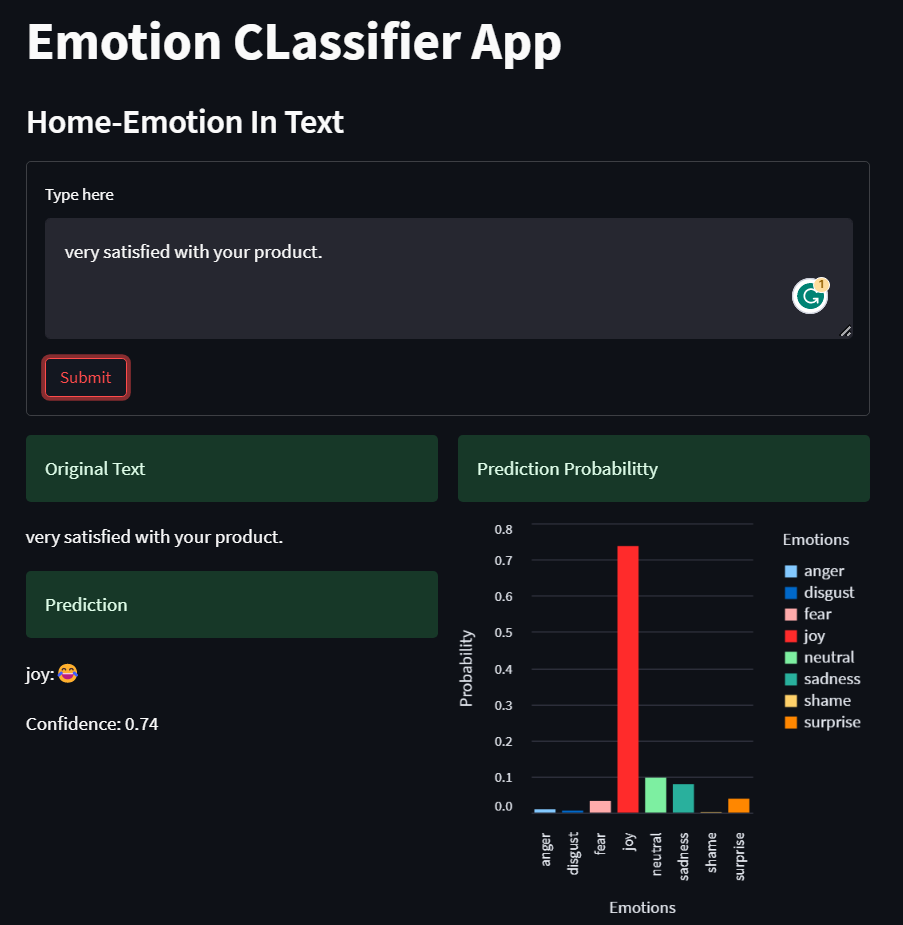 Emotion CLassifier App
Home-Emotion In Text
Type here
very satisfied with your product.
1
Submit
Original Text
very satisfied with your product.
Prediction
joy: 😂
Confidence: 0.74
Prediction Probabilitty
0.8
0.7
0.6
0.5
0.4
0.3
0.2
0.1
0.0
Probability
anger
disgust
fear
joy
neutral
sadness
shame
surprise
Emotions
Emotions
anger
disgust
fear
joy
neutral
sadness
shame
surprise